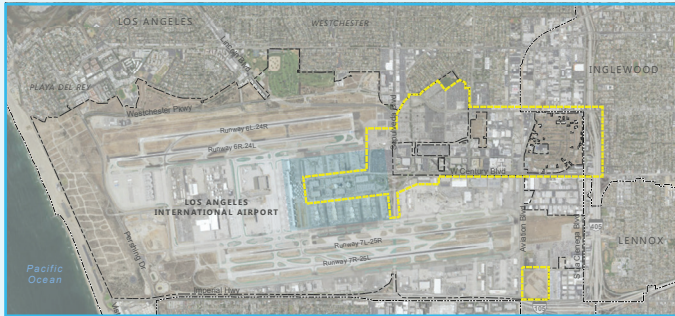 LOS ANGELES
WESTCHESTER
INGLEWOOD
PLAYA DEL REY
Westchester Pkwy
Runway 6L-24R
Runway 6R-24L
W Century Blvd
LOS ANGELES
INTERNATIONAL AIRPORT
Aviation Blvd
405
LENNOX
Pershing Dr
Runway 7L-25R
Runway 7R-25L
Pacific
Ocean
Imperial Hwy